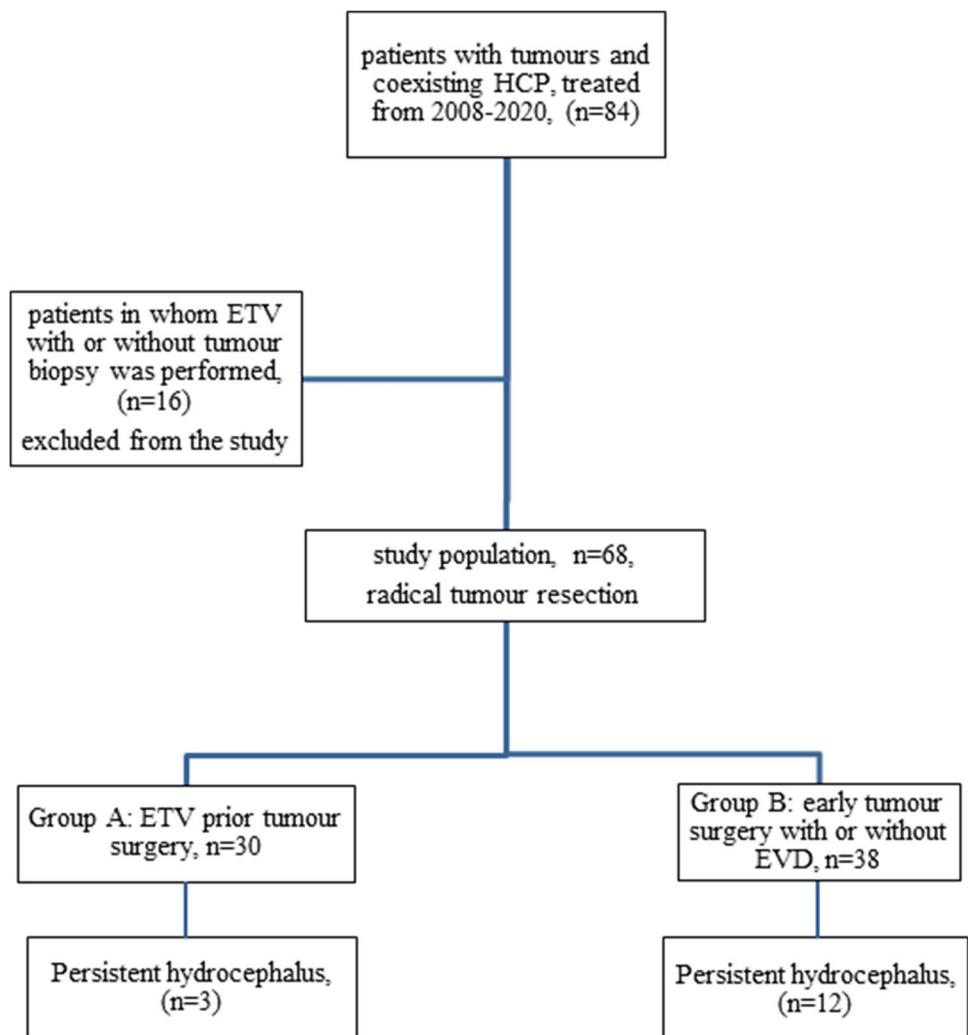 patients with tumours and
coexisting HCP, treated
from 2008-2020, (n=84)
patients in whom ETV
with or without tumour
biopsy was performed,
(n=16)
excluded from the study
study population, n=68,
radical tumour resection
Group A: ETV prior tumour
surgery, n=30
Group B: early tumour
surgery with or without
EVD, n=38
Persistent hydrocephalus,
(n=3)
Persistent hydrocephalus,
(n=12)